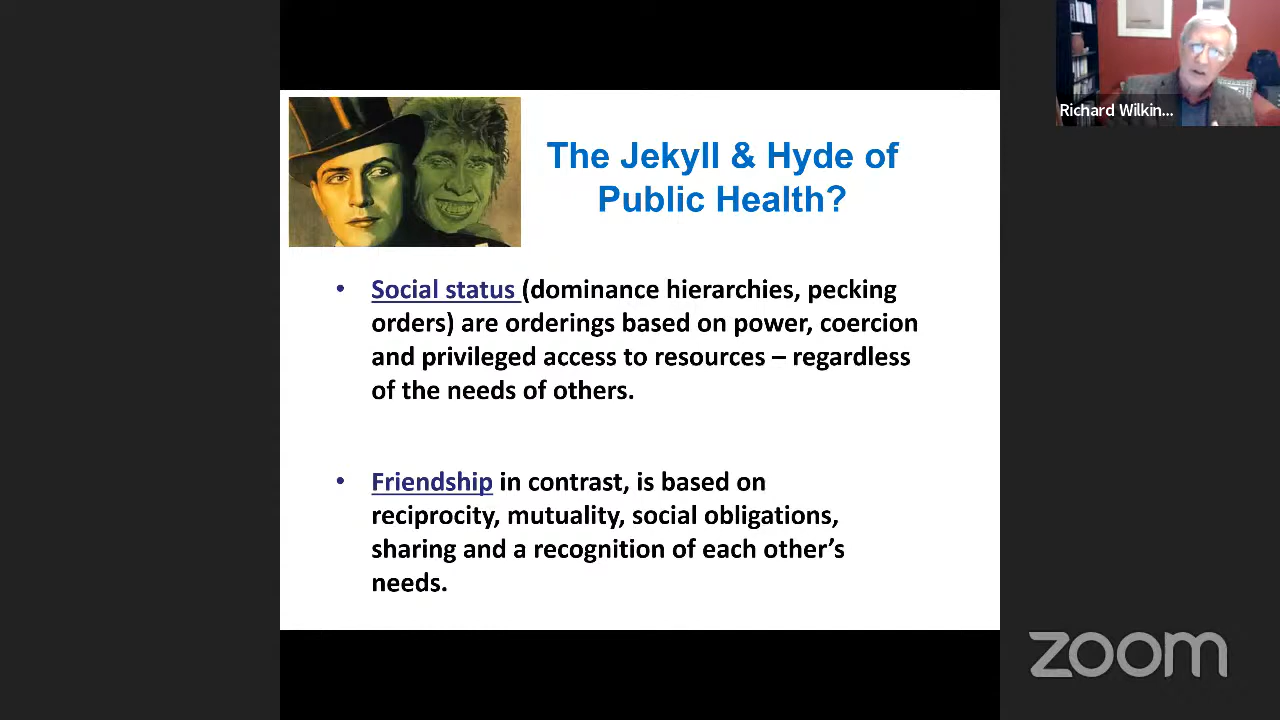 Richard Wilkin...
The Jekyll & Hyde of
Public Health?
• Social status (dominance hierarchies, pecking
orders) are orderings based on power, coercion
and privileged access to resources – regardless
of the needs of others.
• Friendship in contrast, is based on
reciprocity, mutuality, social obligations,
sharing and a recognition of each other’s
needs.
zoom